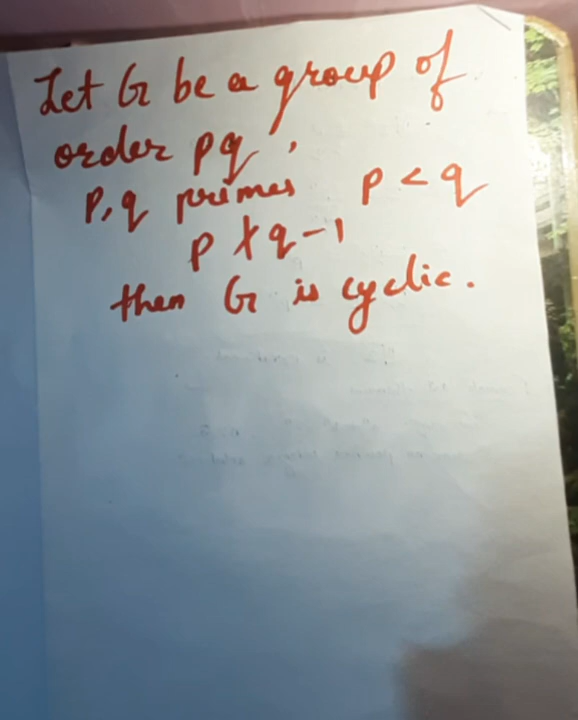 Let G be a group of
order pq,
p, q primes p < q
p ∤ q-1
then G is cyclic.